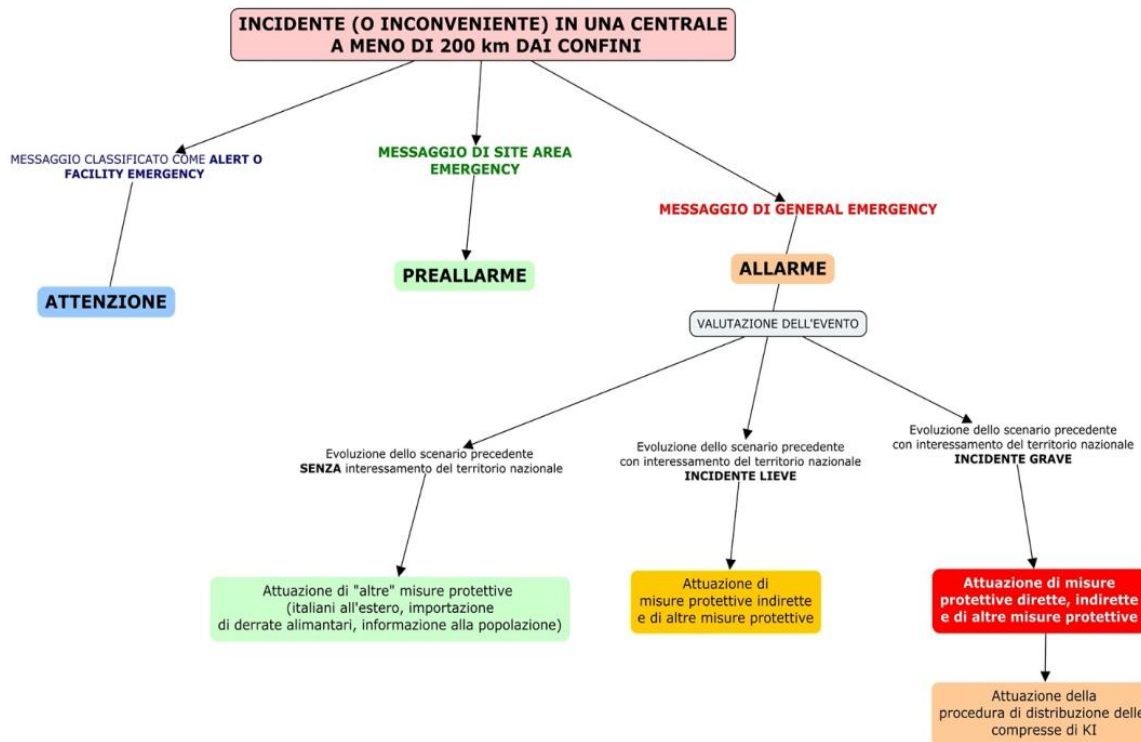 INCIDENTE (O INCONVENIENTE) IN UNA CENTRALE
A MENO DI 200 km DAI CONFINI
MESSAGGIO CLASSIFICATO COME ALERT O
FACILITY EMERGENCY
MESSAGGIO DI SITE AREA
EMERGENCY
MESSAGGIO DI GENERAL EMERGENCY
ATTENZIONE
PREALLARME
ALLARME
VALUTAZIONE DELL'EVENTO
Evoluzione dello scenario precedente
SENZA interessamento del territorio nazionale
Evoluzione dello scenario precedente
con interessamento del territorio nazionale
INCIDENTE LIEVE
Evoluzione dello scenario precedente
con interessamento del territorio nazionale
INCIDENTE GRAVE
Attuazione di "altre" misure protettive
(italiani all'estero, importazione
di derrate alimantari, informazione alla popolazione)
Attuazione di
misure protettive indirette
e di altre misure protettive
Attuazione di misure
protettive dirette, indirette
e di altre misure protettive
Attuazione della
procedura di distribuzione delle
compresse di KI